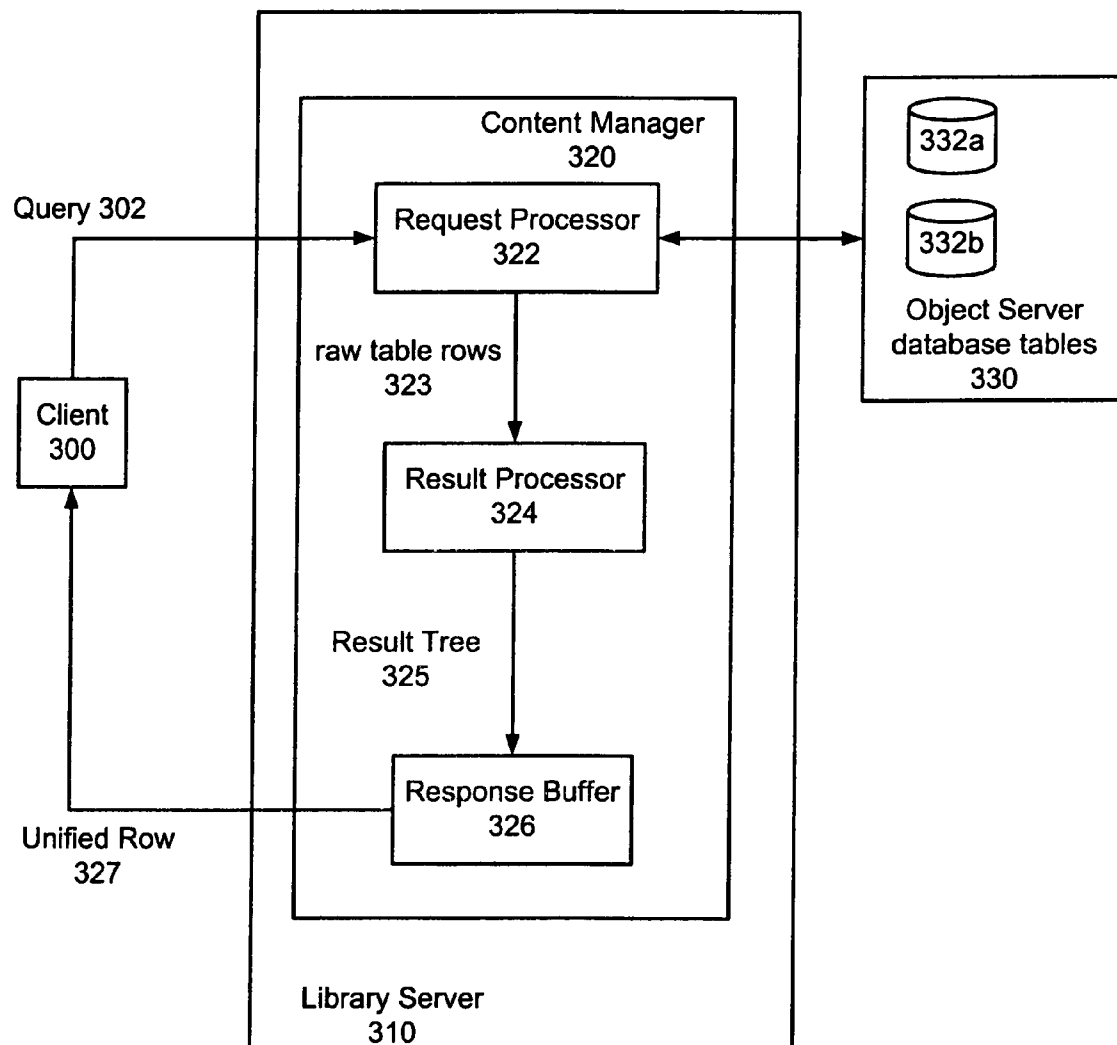 Content Manager
320
332a
Query 302
Request Processor
322
332b
Object Server
database tables
330
raw table rows
323
Client
300
Result Processor
324
Result Tree
325
Response Buffer
326
Unified Row
327
Library Server
310